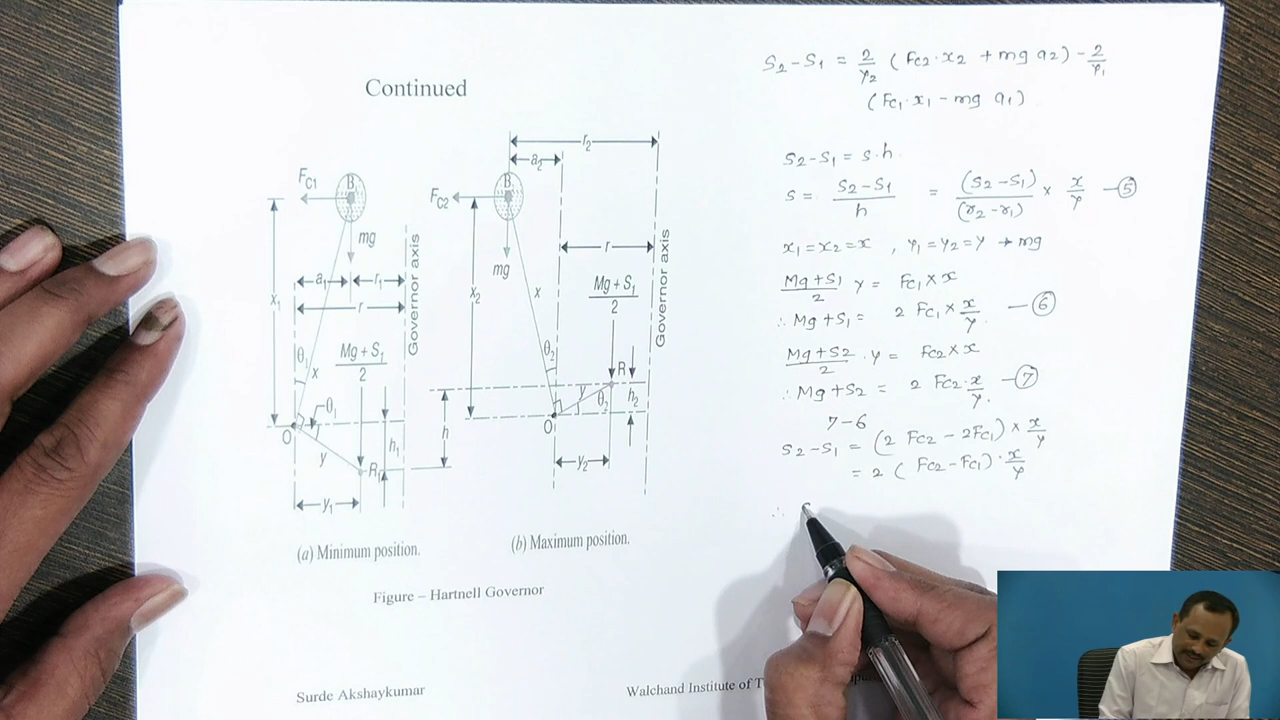 Continued
F_C1
B
mg
a₁
r₁
r
x₁
θ₁
x
Mg + S₁
2
θ₁
O
y
h₁
R₁
y₁
Governor axis
(a) Minimum position.
r₂
a₂
B
F_C2
r
mg
x₂
x
Mg + S₁
2
θ₂
R
y
θ₂
h₂
h
O
y₂
Governor axis
(b) Maximum position.
Figure – Hartnell Governor
Surde Akshaykumar
Walchand Institute of T
S₂-S₁ = 2/y₂ (Fc₂·x₂ + mg a₂) - 2/y₁
(Fc₁·x₁ - mg a₁)
S₂-S₁ = s·h.
s = (S₂-S₁)/h = (S₂-S₁)/(r₂-r₁) × x/y —⑤
x₁=x₂=x , y₁=y₂=y → mg
(Mg+S₁)/2 y = Fc₁ × x
∴ Mg+S₁ = 2 Fc₁ × x/y. —⑥
(Mg+S₂)/2 · y = Fc₂ × x
∴ Mg+S₂ = 2 Fc₂· x/y. —⑦
7-6
S₂-S₁ = (2 Fc₂ - 2Fc₁) × x/y
= 2 (Fc₂-Fc₁)· x/y
∴